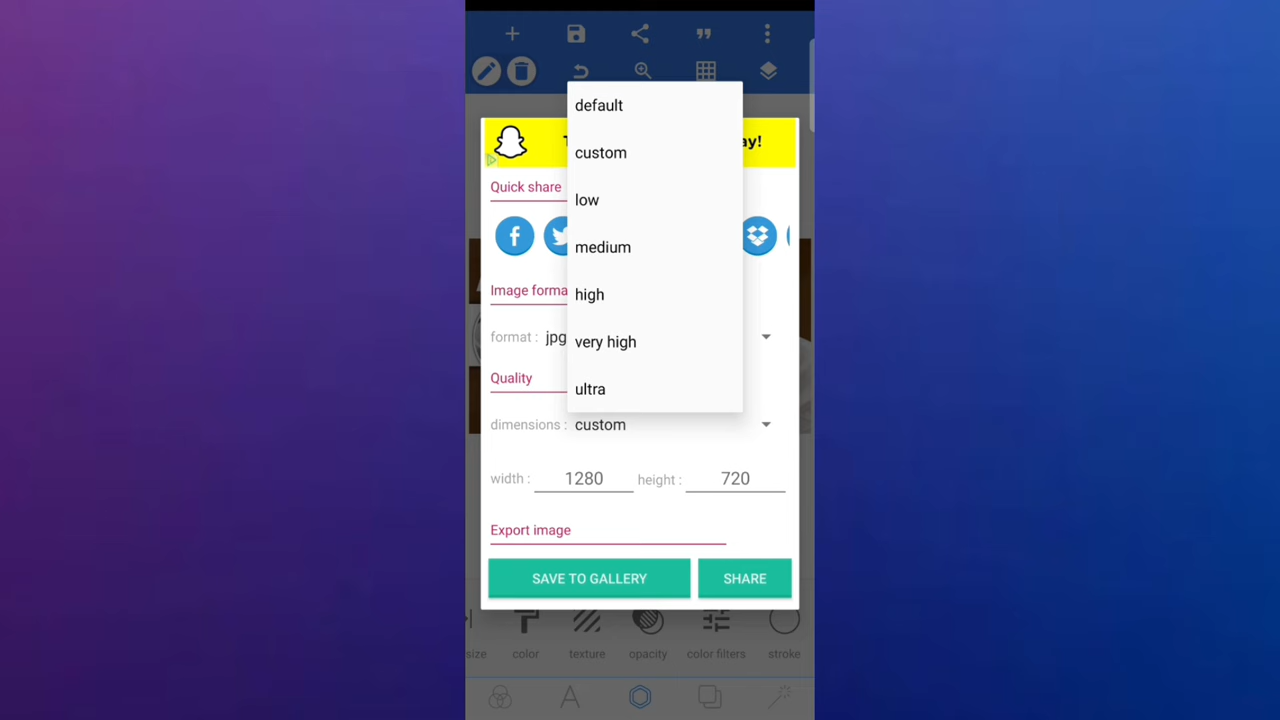 default
ay!
custom
Quick share
low
medium
Image forma
high
format : jpg
very high
Quality
ultra
dimensions : custom
width : 1280 height : 720
Export image
SAVE TO GALLERY SHARE
size color texture opacity color filters stroke